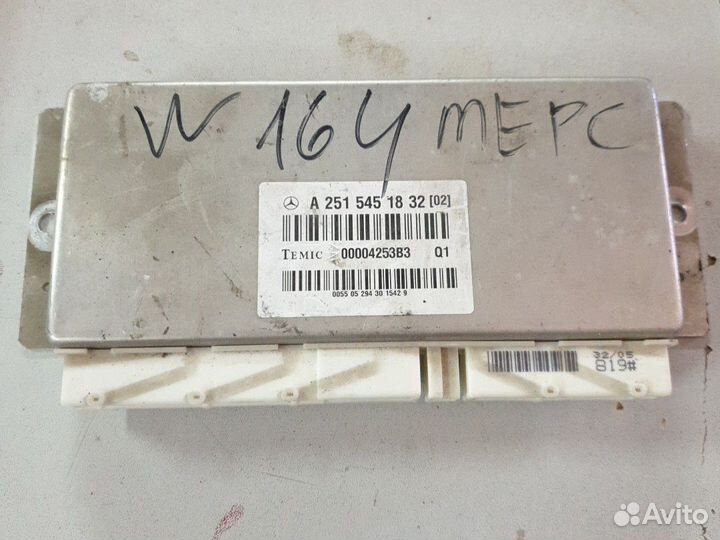 W 164 МЕРС
A 251 545 18 32 [02]
TEMIC 00004253B3 Q1
0055 05 294 30 1542 9
32/05
819#
Avito